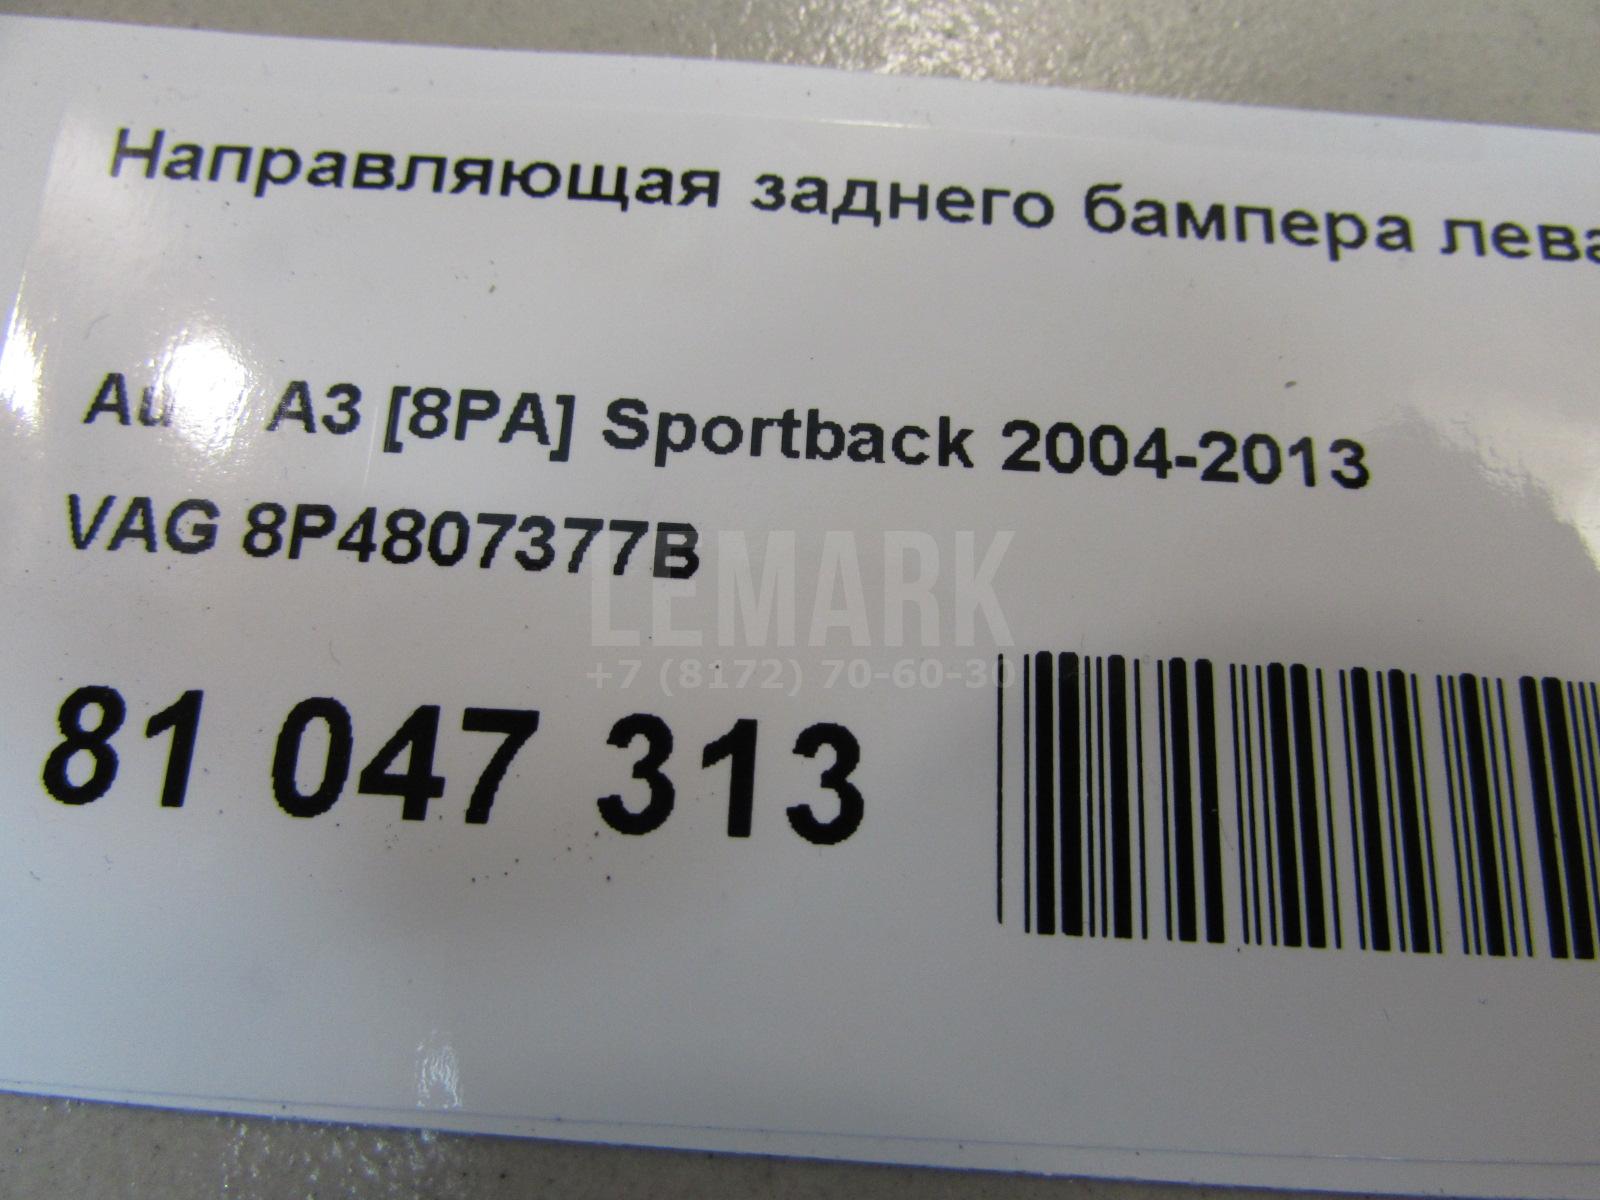 Направляющая заднего бампера лева
A3 [8PA] Sportback 2004-2013
VAG 8P4807377B
LEMARK
+7 (8172) 70-60-30
81 047 313